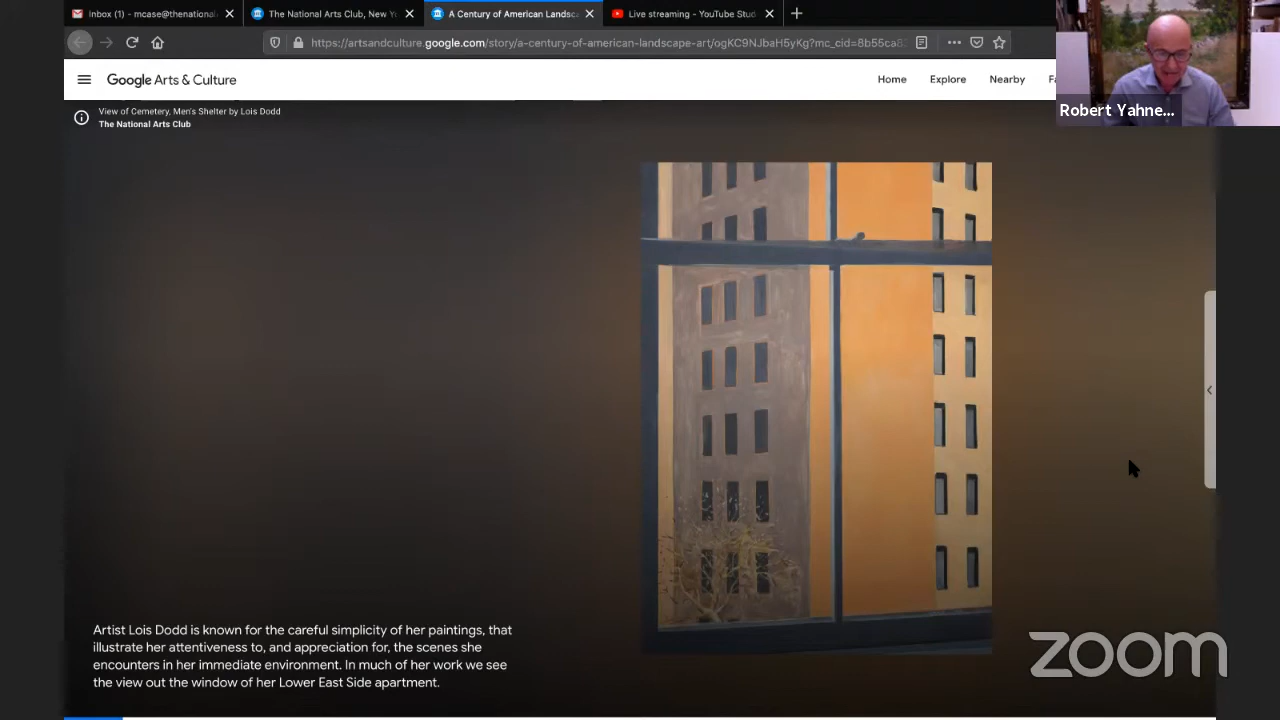 Inbox (1) - mcase@thenational
The National Arts Club, New Y
A Century of American Landsc
Live streaming - YouTube Stud
https://artsandculture.google.com/story/a-century-of-american-landscape-art/ogKC9NJbaH5yKg?mc_cid=8b55ca8
Google Arts & Culture
Home
Explore
Nearby
Fa
Robert Yahne...
View of Cemetery, Men's Shelter by Lois Dodd
The National Arts Club
Artist Lois Dodd is known for the careful simplicity of her paintings, that
illustrate her attentiveness to, and appreciation for, the scenes she
encounters in her immediate environment. In much of her work we see
the view out the window of her Lower East Side apartment.
zoom